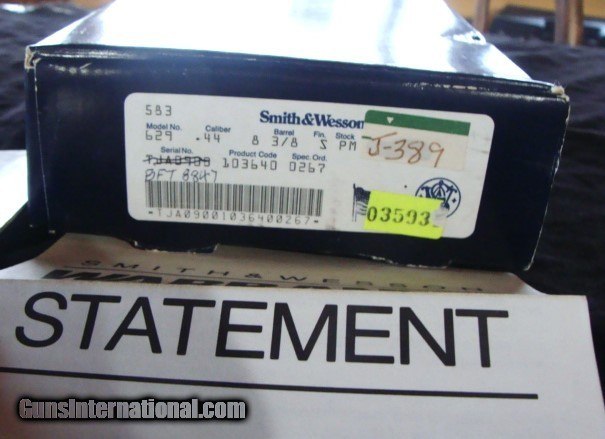 583
Smith & Wesson
Model No. Caliber Barrel Fin. Stock
629 .44 8 3/8 S PM
J-389
Serial No. Product Code Spec. Ord.
103640 0267
BFT 8847
*TJA09001036400267*
03593
SMITH & WESSON
STATEMENT
GunsInternational.com